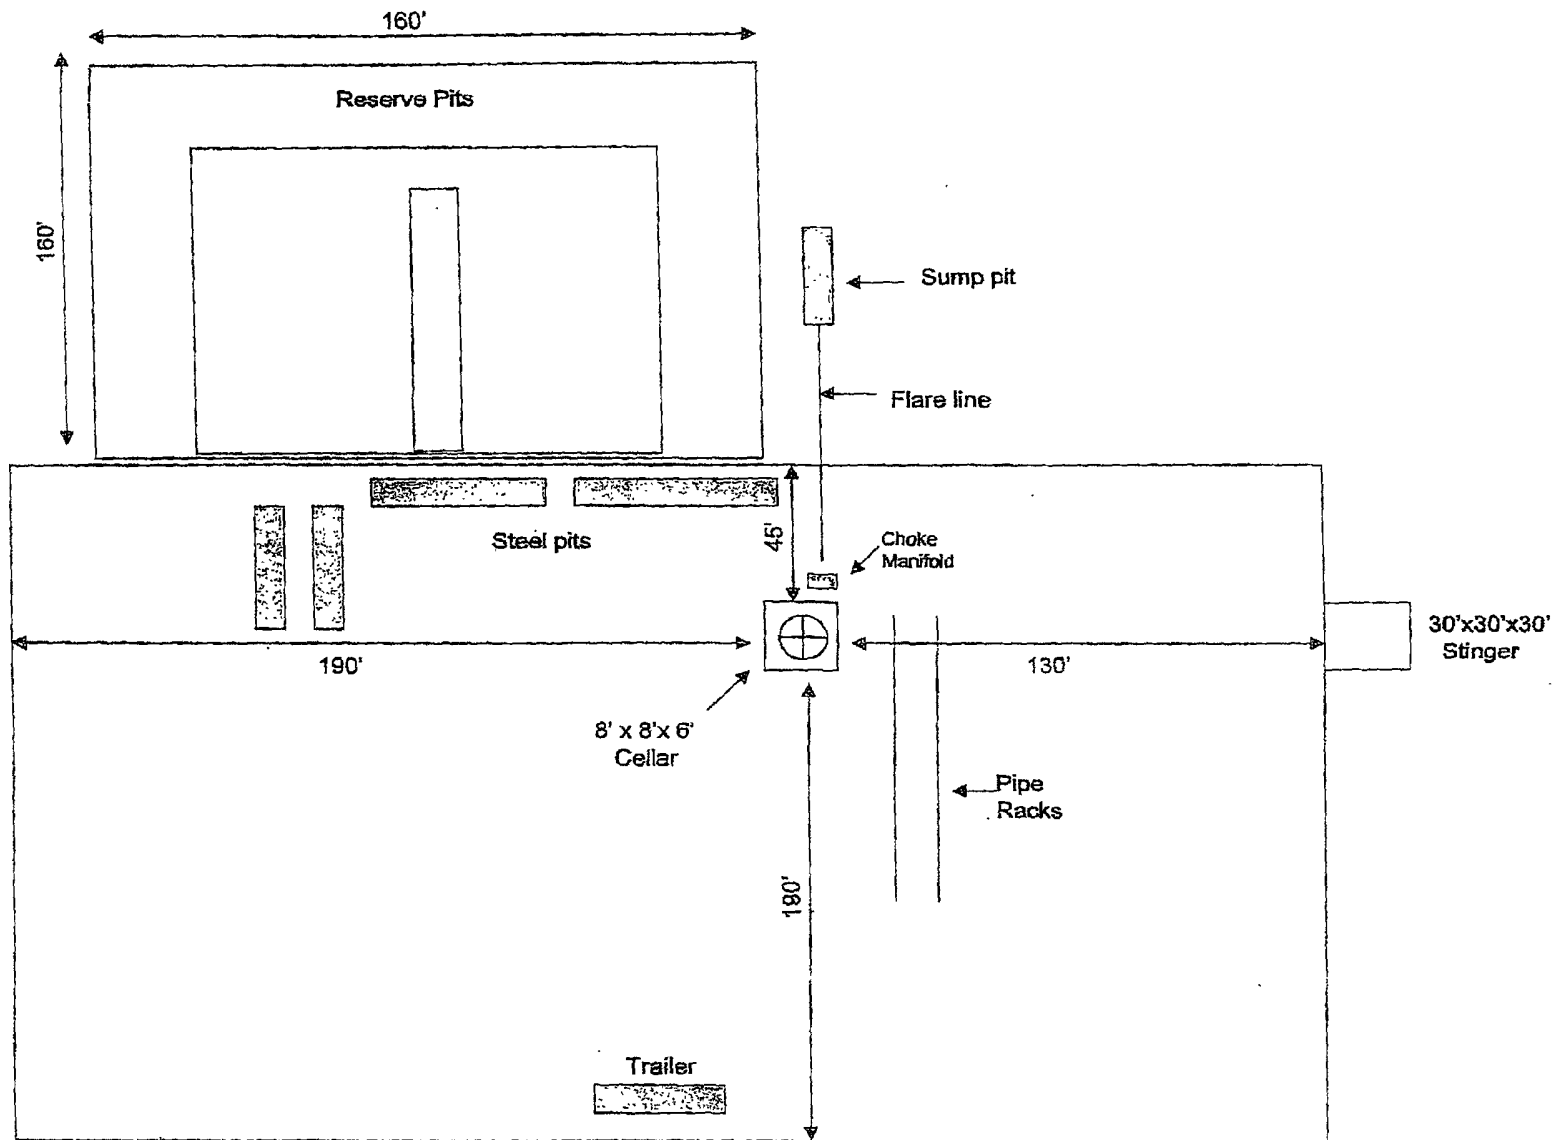 160'
Reserve Pits
160'
Sump pit
Flare line
Steel pits
45'
Choke
Manifold
190'
130'
30'x30'x30'
Stinger
8' x 8'x 6'
Cellar
Pipe
Racks
190'
Trailer